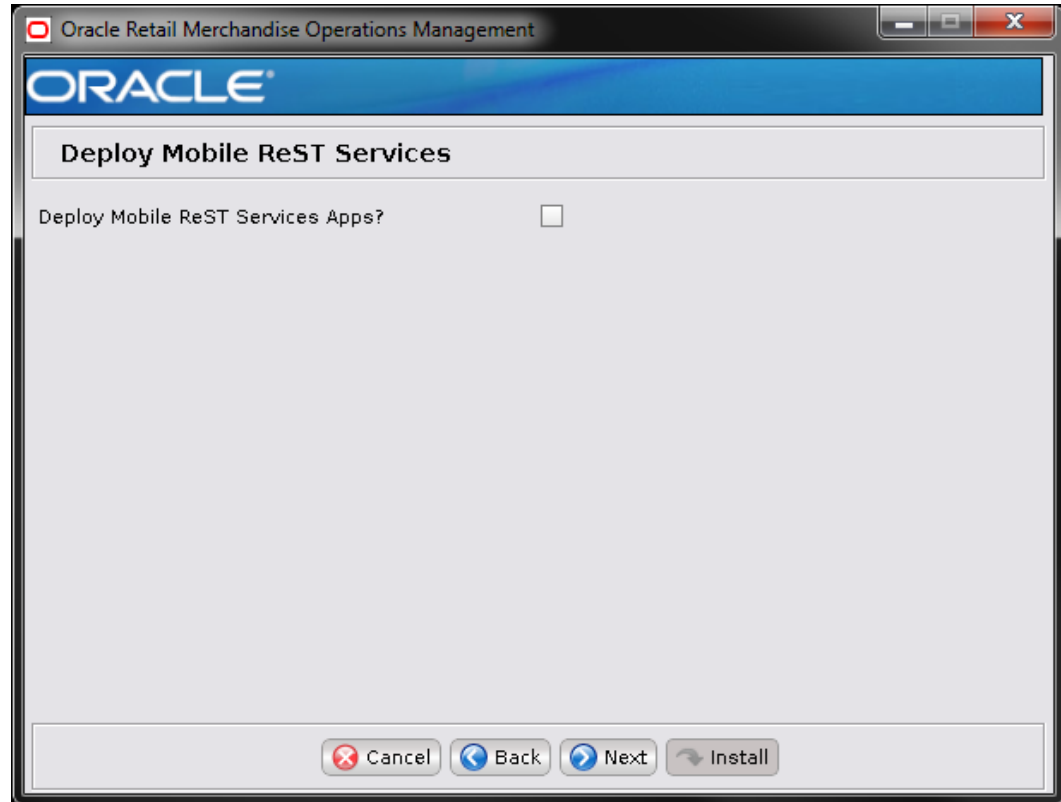 Oracle Retail Merchandise Operations Management
ORACLE®
Deploy Mobile ReST Services
Deploy Mobile ReST Services Apps?
Cancel Back Next Install